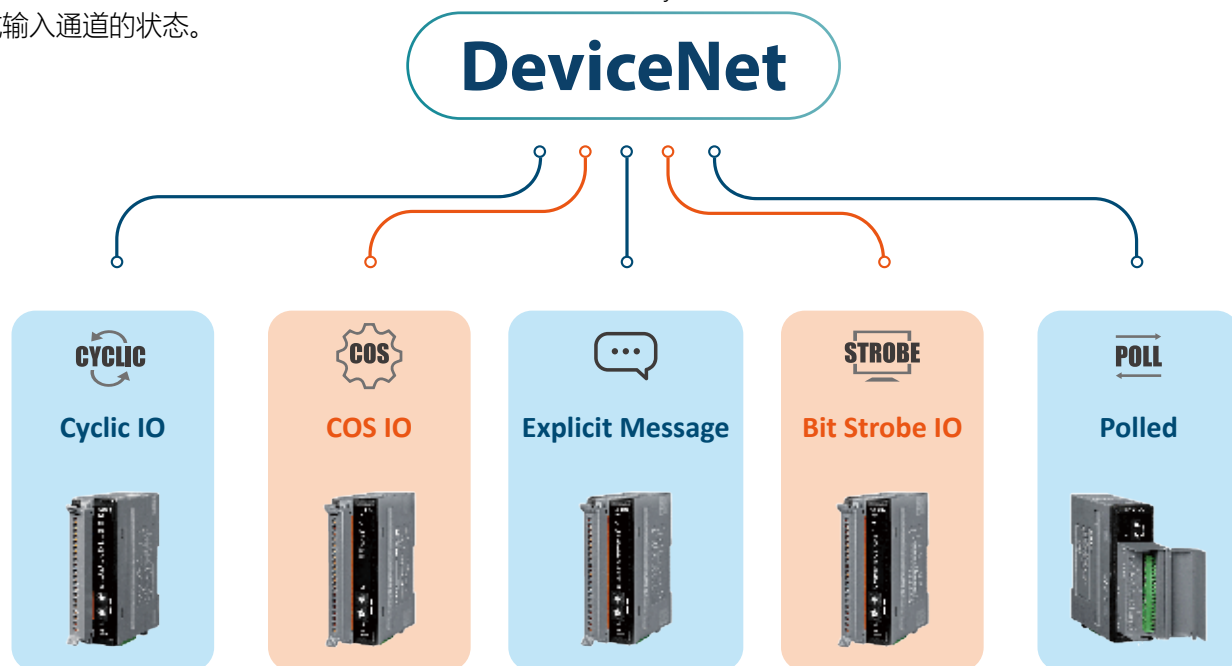 输入通道的状态。
DeviceNet
CYCLIC
COS
STROBE
POLL
Cyclic IO
COS IO
Explicit Message
Bit Strobe IO
Polled